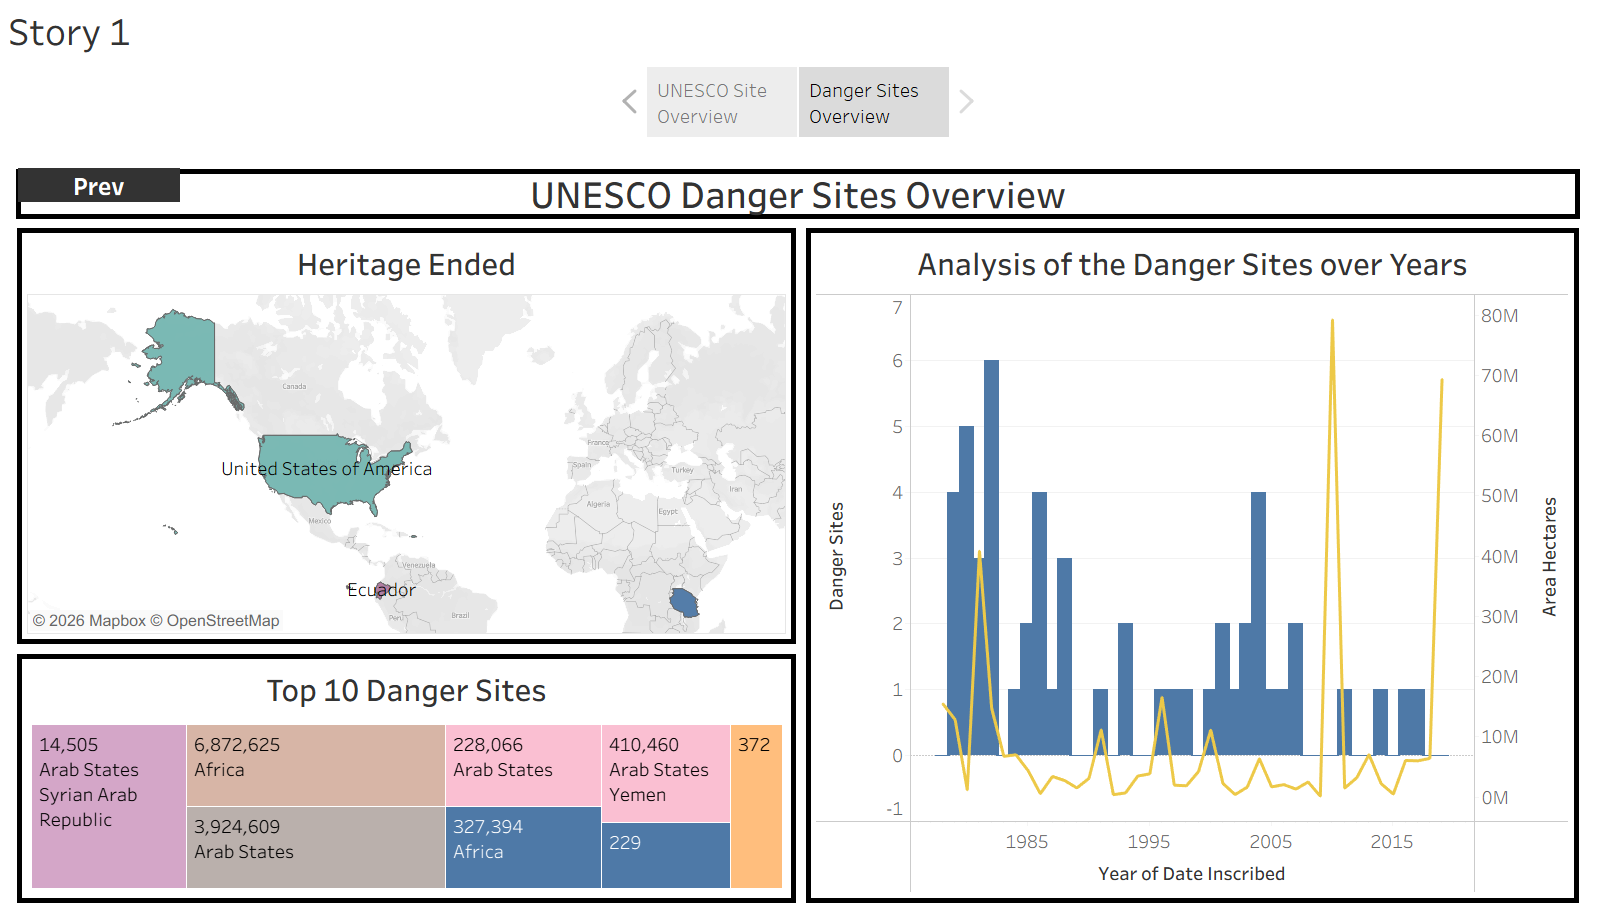 Story 1
UNESCO Site
Overview
Danger Sites
Overview
Prev
UNESCO Danger Sites Overview
Heritage Ended
Canada
United States of America
Mexico
Venezuela
Ecuador
Peru
Brazil
France
Spain
Turkey
Iran
Algeria
Egypt
© 2026 Mapbox © OpenStreetMap
Top 10 Danger Sites
14,505
Arab States
Syrian Arab
Republic
6,872,625
Africa
3,924,609
Arab States
228,066
Arab States
327,394
Africa
410,460
Arab States
Yemen
229
372
Analysis of the Danger Sites over Years
Danger Sites
7
6
5
4
3
2
1
0
-1
80M
70M
60M
50M
40M
30M
20M
10M
0M
Area Hectares
1985
1995
2005
2015
Year of Date Inscribed